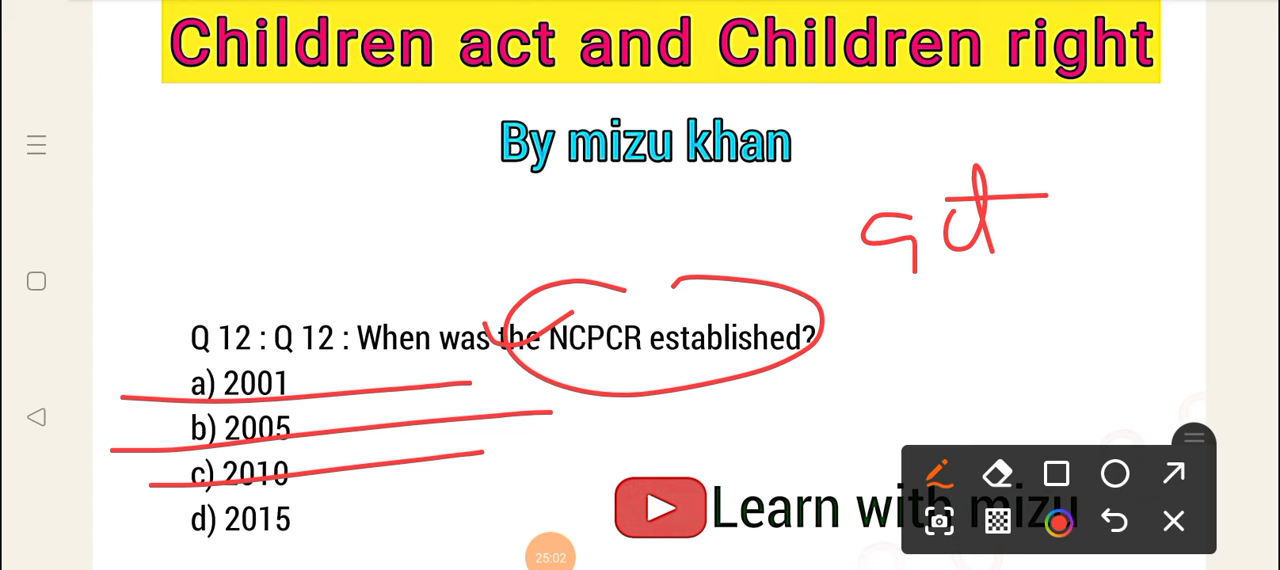 Children act and Children right
By mizu khan
Q 12 : Q 12 : When was the NCPCR established?
a) 2001
b) 2005
c) 2010
d) 2015
Learn with mizu
25:02